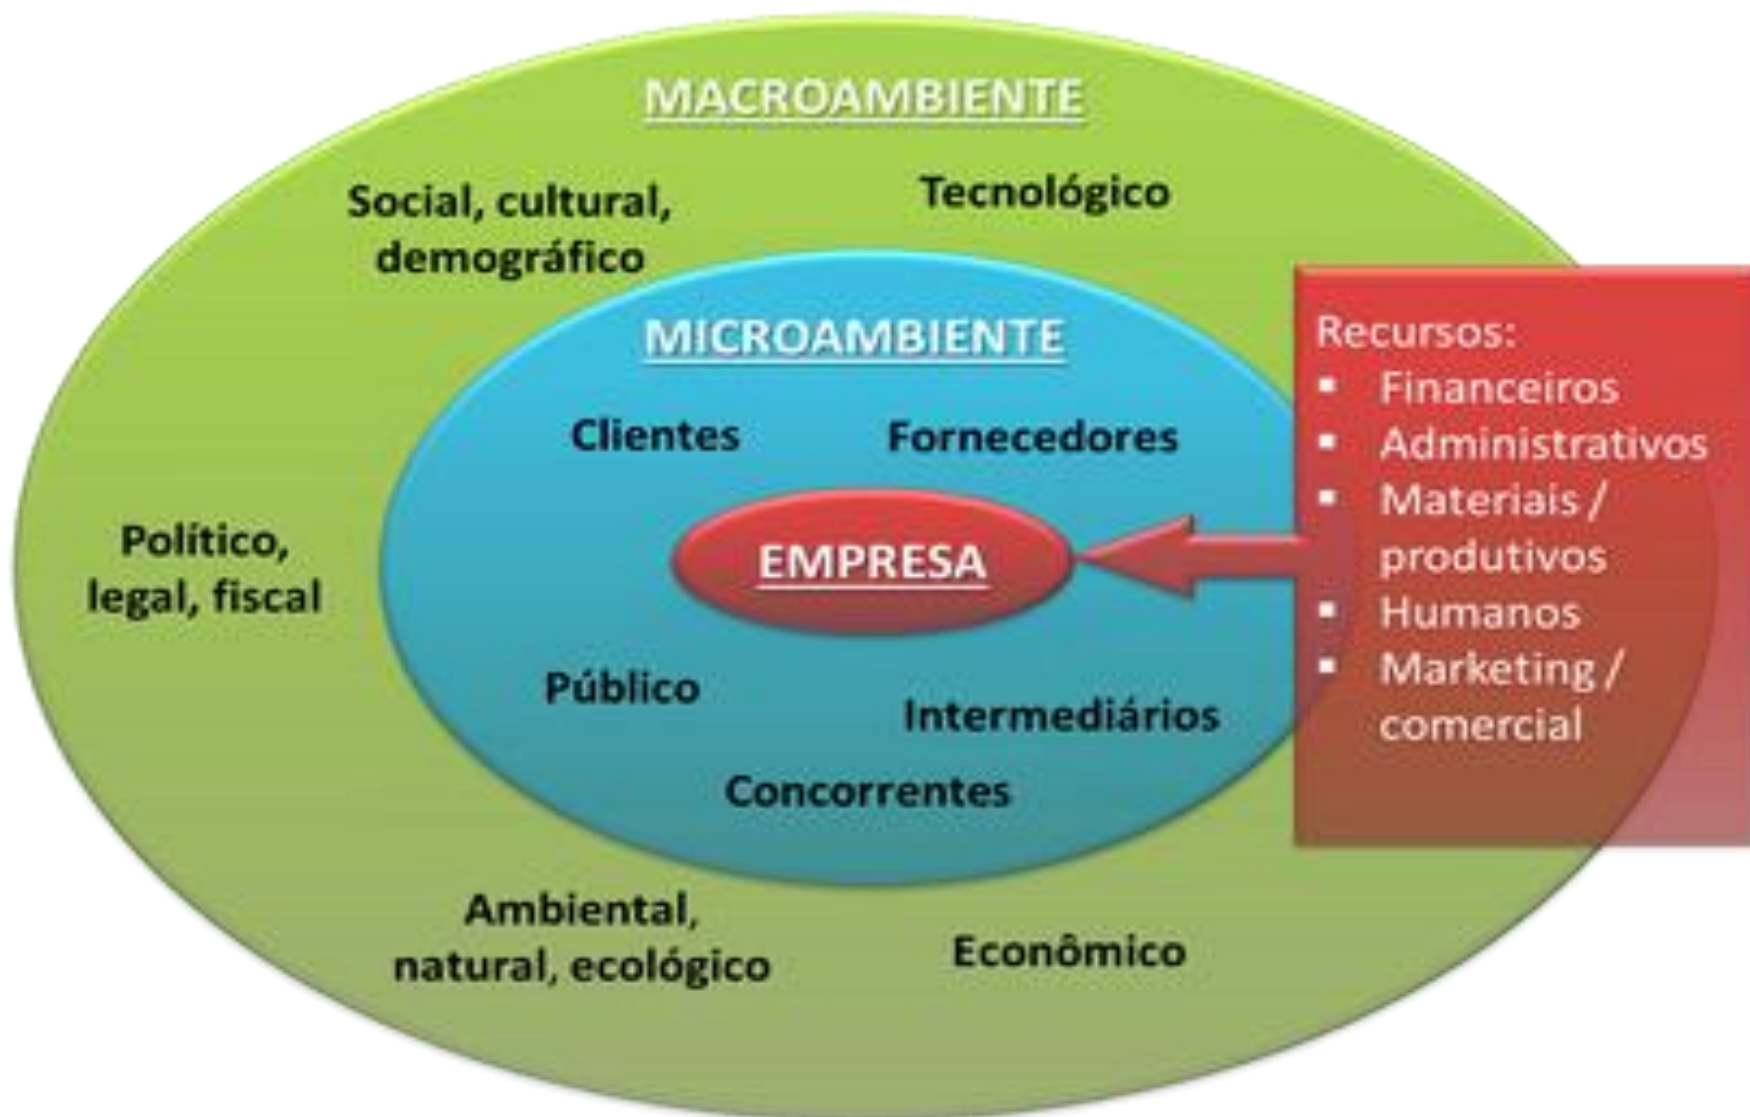 MACROAMBIENTE
Social, cultural,
demográfico
Tecnológico
MICROAMBIENTE
Clientes
Fornecedores
EMPRESA
Político,
legal, fiscal
Público
Intermediários
Concorrentes
Ambiental,
natural, ecológico
Econômico
Recursos:
▪ Financeiros
▪ Administrativos
▪ Materiais /
produtivos
▪ Humanos
▪ Marketing /
comercial